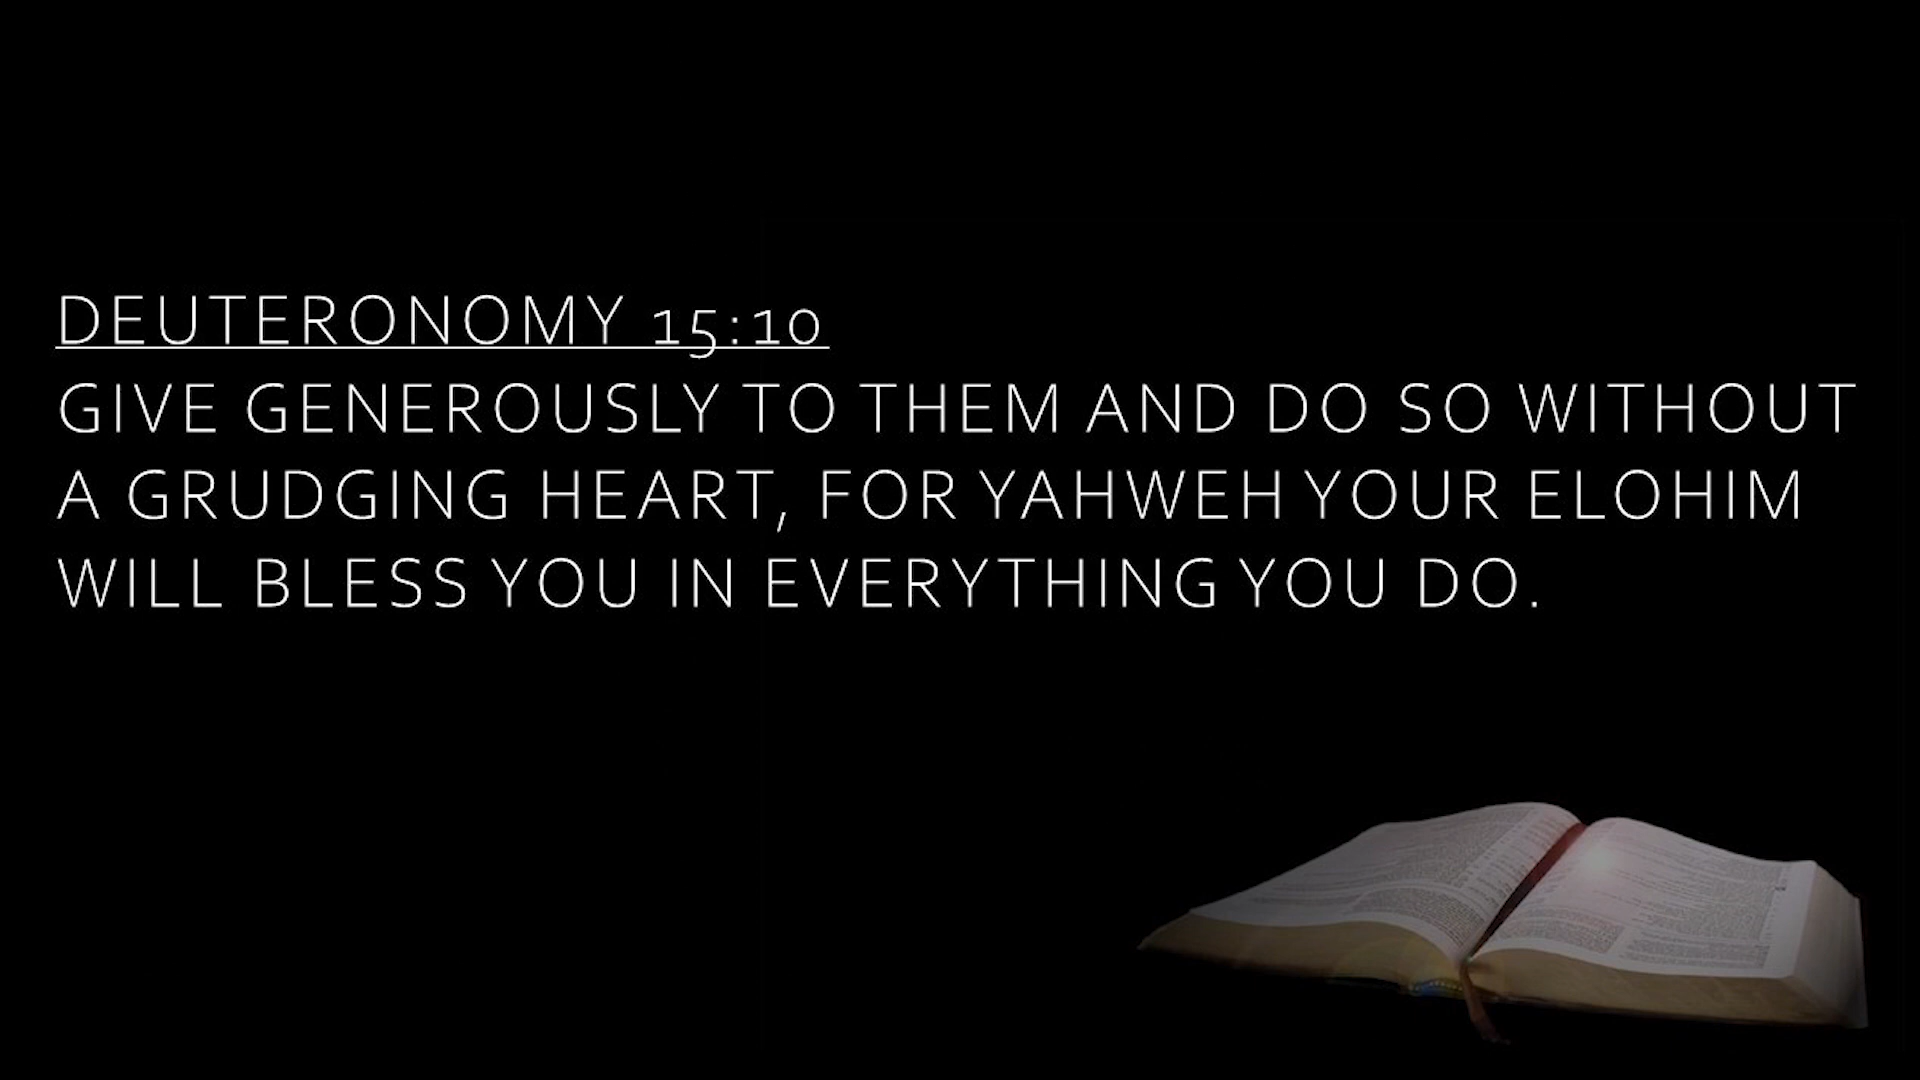 DEUTERONOMY 15:10
GIVE GENEROUSLY TO THEM AND DO SO WITHOUT
A GRUDGING HEART, FOR YAHWEH YOUR ELOHIM
WILL BLESS YOU IN EVERYTHING YOU DO.